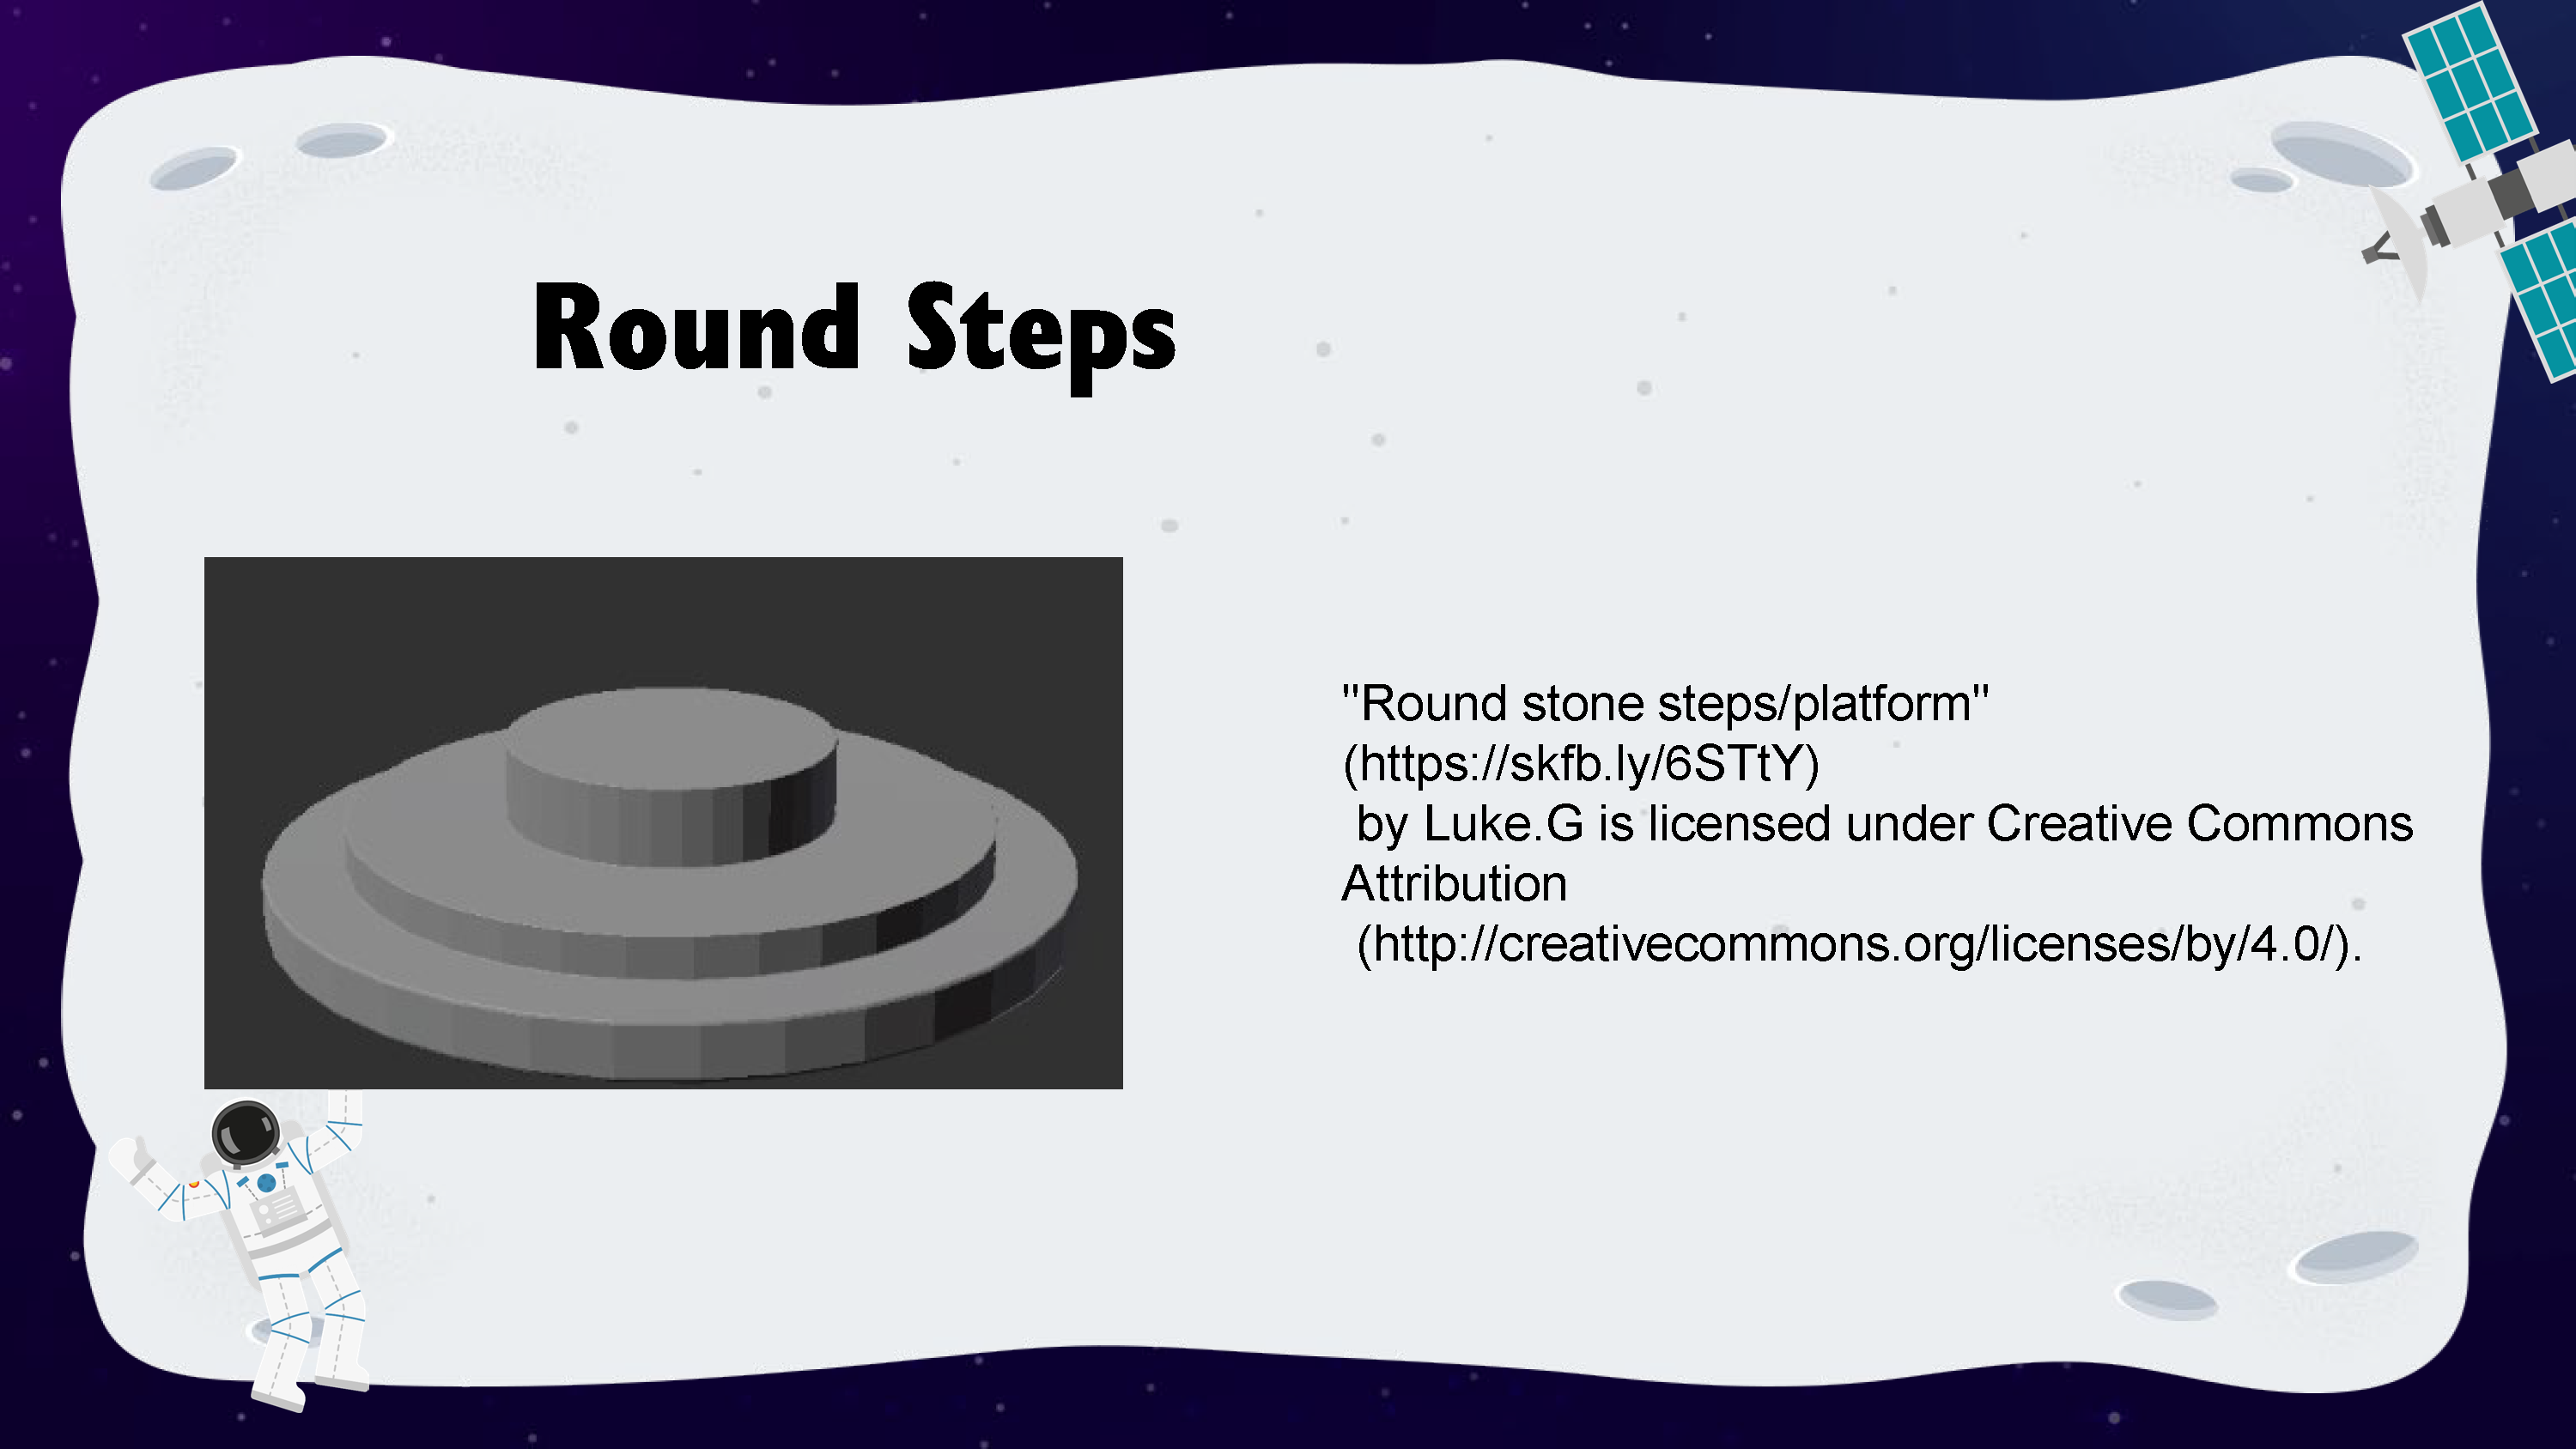 Round Steps
"Round stone steps/platform"
(https://skfb.ly/6STtY)
by Luke.G is licensed under Creative Commons
Attribution
(http://creativecommons.org/licenses/by/4.0/).